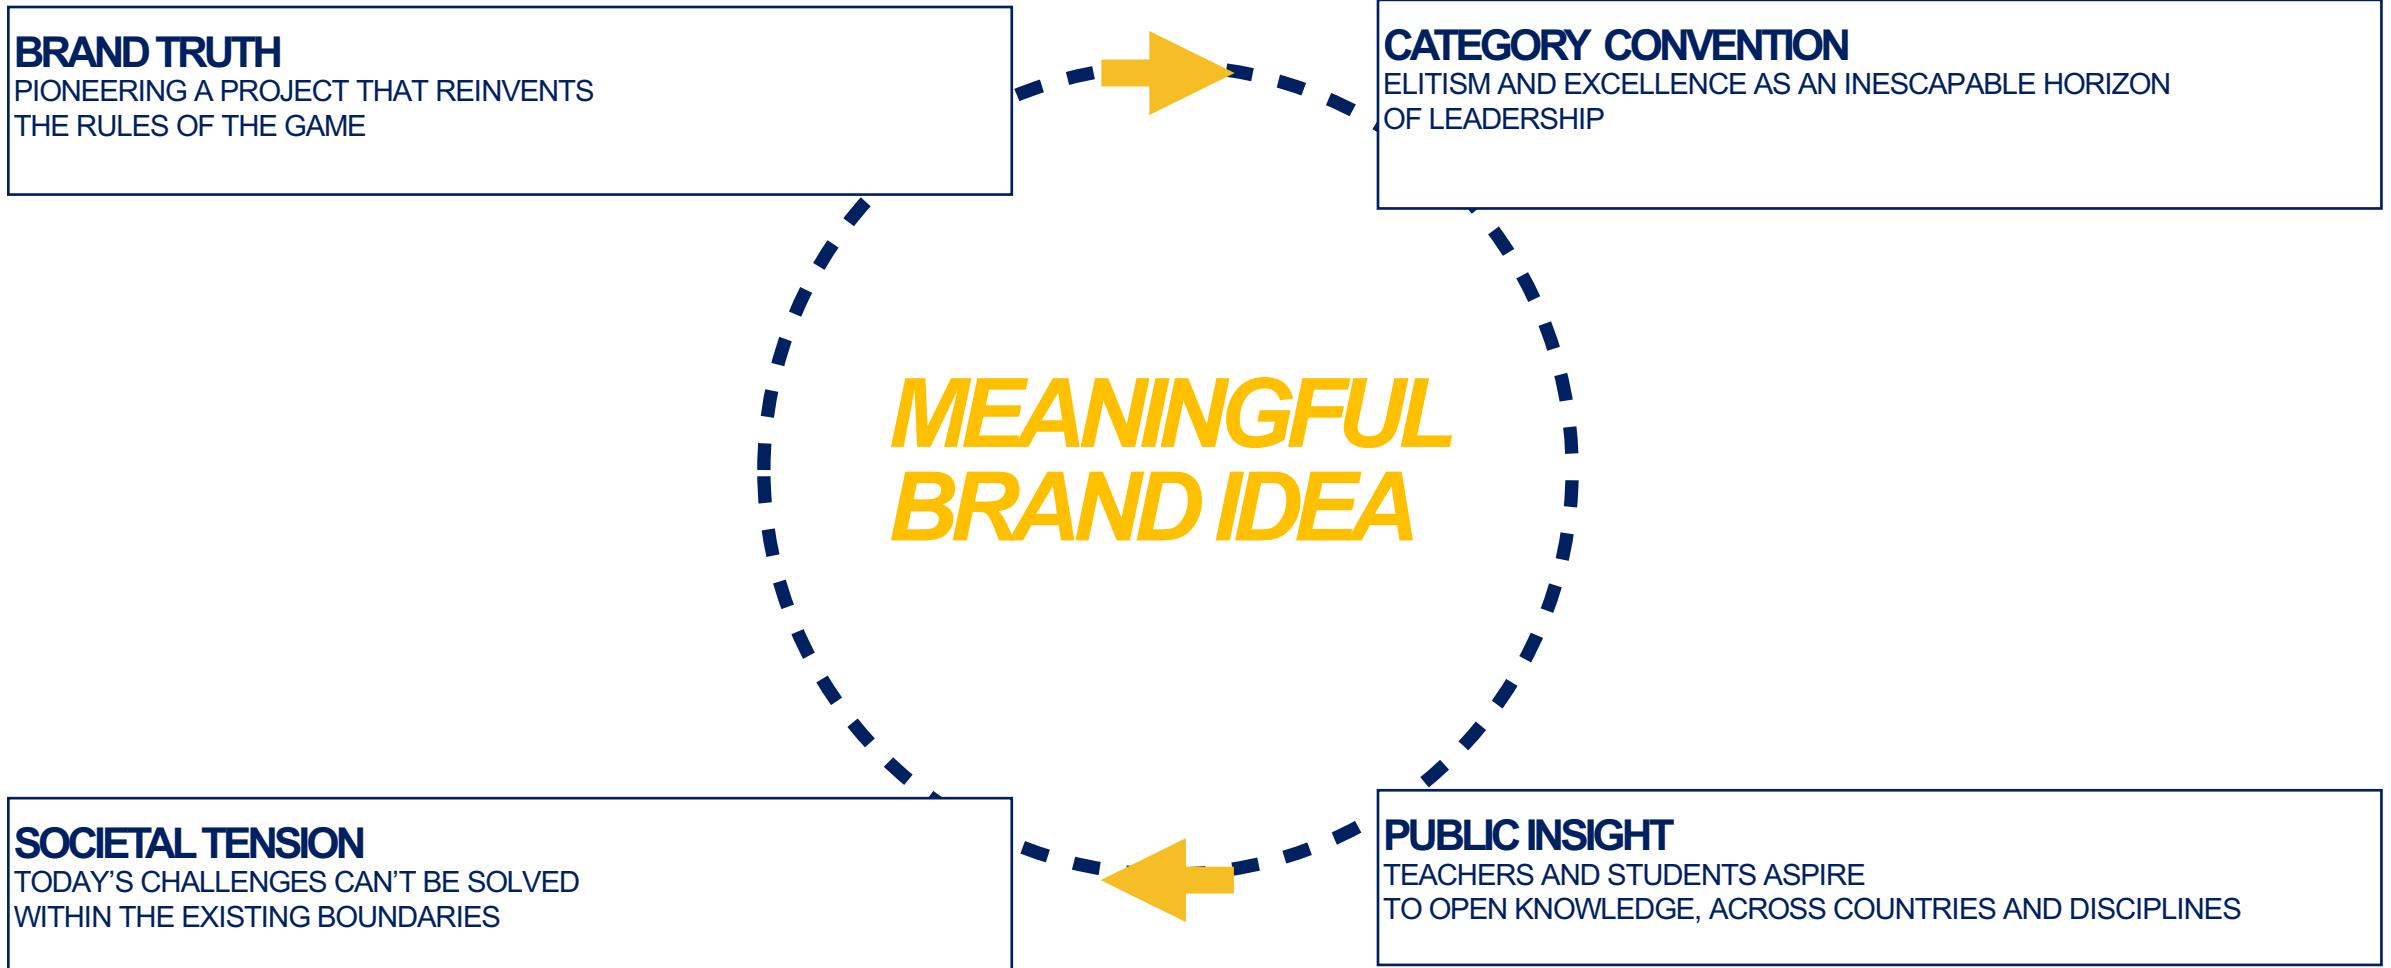 BRAND TRUTH
PIONEERING A PROJECT THAT REINVENTS
THE RULES OF THE GAME
CATEGORY CONVENTION
ELITISM AND EXCELLENCE AS AN INESCAPABLE HORIZON
OF LEADERSHIP
MEANINGFUL
BRAND IDEA
SOCIETAL TENSION
TODAY’S CHALLENGES CAN’T BE SOLVED
WITHIN THE EXISTING BOUNDARIES
PUBLIC INSIGHT
TEACHERS AND STUDENTS ASPIRE
TO OPEN KNOWLEDGE, ACROSS COUNTRIES AND DISCIPLINES